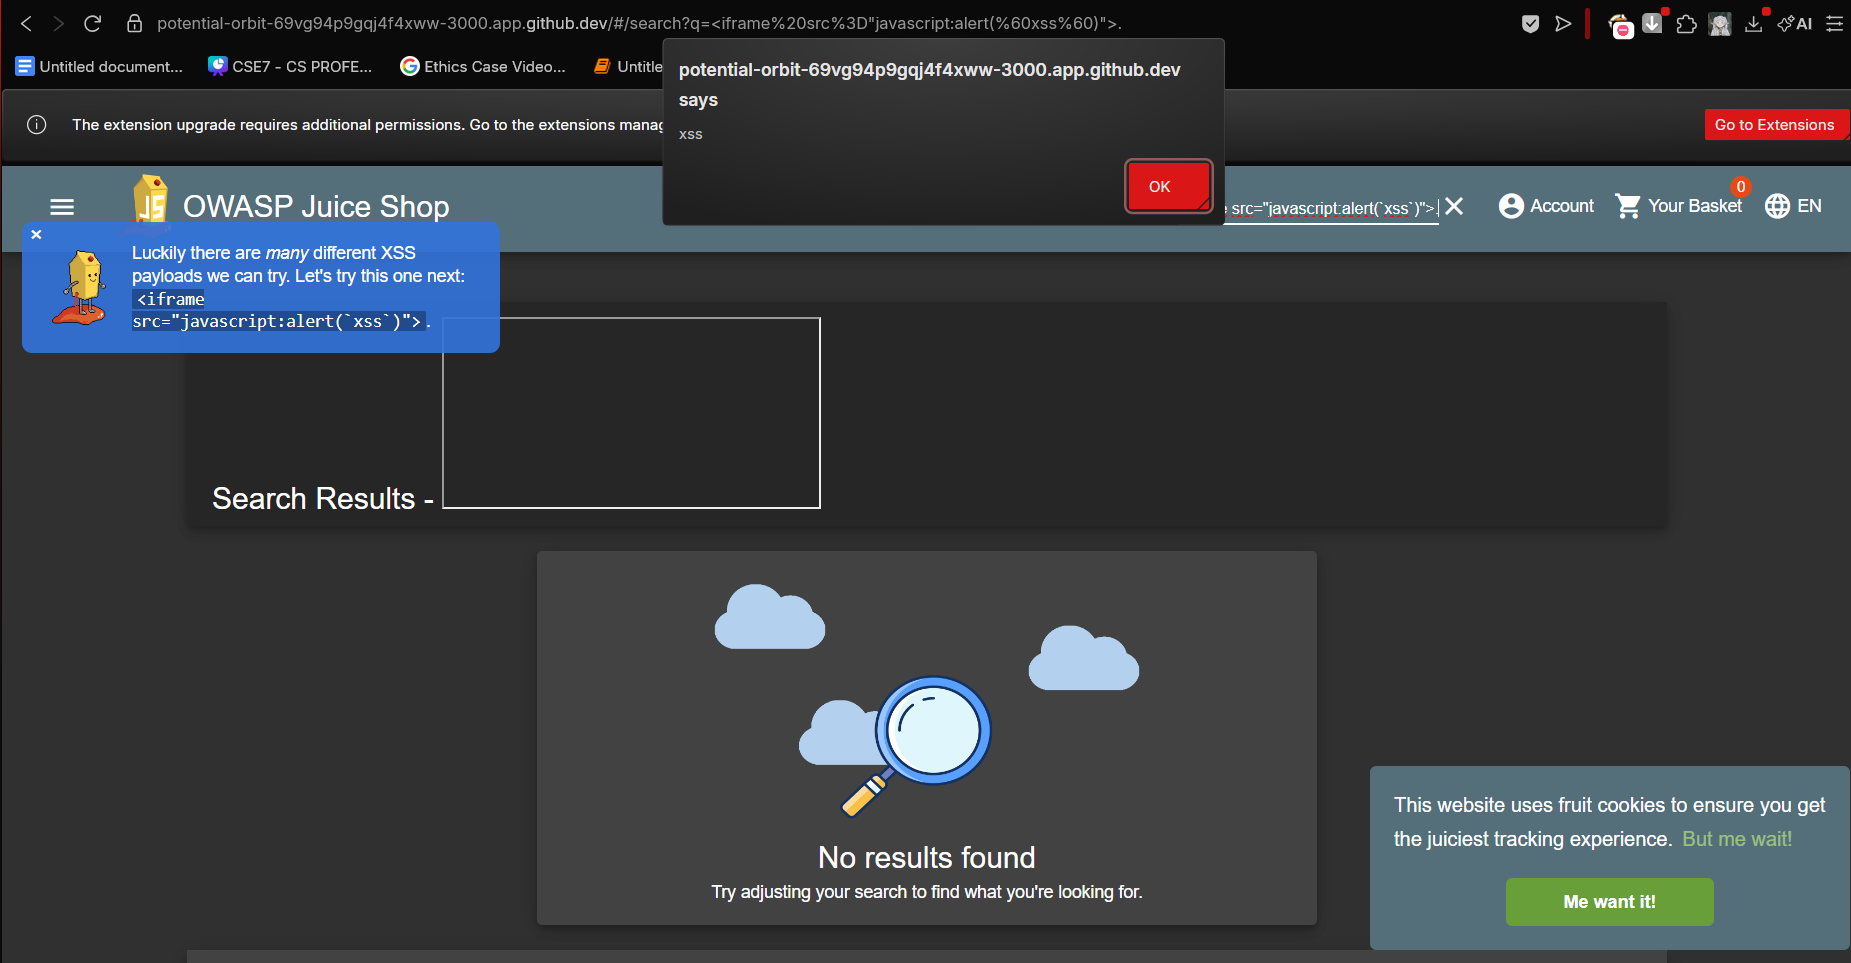 potential-orbit-69vg94p9gqj4f4xww-3000.app.github.dev/#/search?q=<iframe%20src%3D"javascript:alert(%60xss%60)">.
AI
Untitled document...
CSE7 - CS PROFE...
Ethics Case Video...
Untitle
potential-orbit-69vg94p9gqj4f4xww-3000.app.github.dev
says
xss
OK
The extension upgrade requires additional permissions. Go to the extensions manag
Go to Extensions
JS
OWASP Juice Shop
src="javascript:alert(`xss`)">.
Account
0
Your Basket
EN
Luckily there are many different XSS
payloads we can try. Let's try this one next:
<iframe
src="javascript:alert(`xss`)">.
Search Results -
No results found
Try adjusting your search to find what you're looking for.
This website uses fruit cookies to ensure you get
the juiciest tracking experience. But me wait!
Me want it!